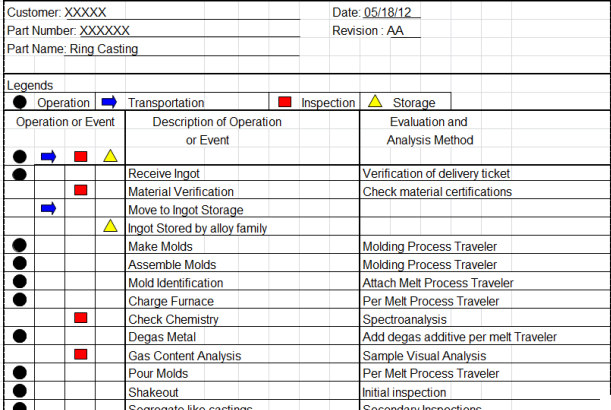 Customer: XXXXX Date: 05/18/12
Part Number: XXXXXX Revision : AA
Part Name: Ring Casting
Legends
Operation Transportation Inspection Storage
Operation or Event Description of Operation Evaluation and
or Event Analysis Method
Receive Ingot Verification of delivery ticket
Material Verification Check material certifications
Move to Ingot Storage
Ingot Stored by alloy family
Make Molds Molding Process Traveler
Assemble Molds Molding Process Traveler
Mold Identification Attach Melt Process Traveler
Charge Furnace Per Melt Process Traveler
Check Chemistry Spectroanalysis
Degas Metal Add degas additive per melt Traveler
Gas Content Analysis Sample Visual Analysis
Pour Molds Per Melt Process Traveler
Shakeout Initial inspection
Segregate like castings Secondary Inspections